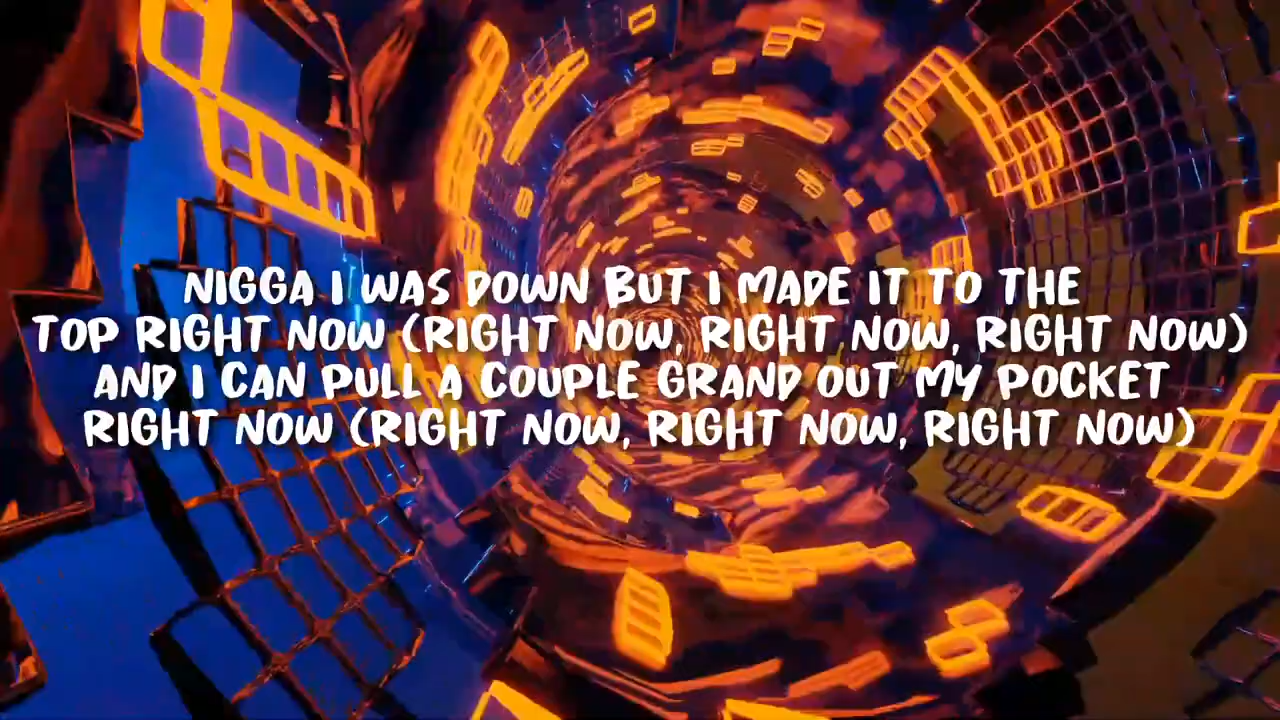 NIGGA I WAS DOWN BUT I MADE IT TO THE
TOP RIGHT NOW (RIGHT NOW, RIGHT NOW, RIGHT NOW)
AND I CAN PULL A COUPLE GRAND OUT MY POCKET
RIGHT NOW (RIGHT NOW, RIGHT NOW, RIGHT NOW)